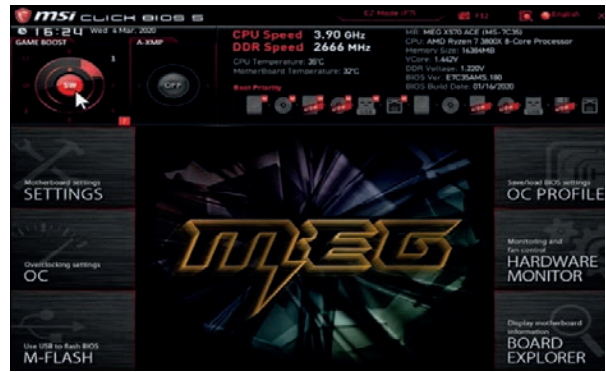 msi CLICK BIOS 5
EZ Mode (F7)
F12
English
X
16:24 Wed 4 Mar, 2020
GAME BOOST
A-XMP
1
SW
OFF
CPU Speed 3.90 GHz
DDR Speed 2666 MHz
CPU Temperature: 35°C
MotherBoard Temperature: 32°C
Boot Priority
MB: MEG X570 ACE (MS-7C35)
CPU: AMD Ryzen 7 3800X 8-Core Processor
Memory Size: 16384MB
VCore: 1.442V
DDR Voltage: 1.220V
BIOS Ver: E7C35AMS.180
BIOS Build Date: 01/16/2020
Motherboard settings
SETTINGS
Overclocking settings
OC
Use USB to flash BIOS
M-FLASH
MEG
Save/load BIOS settings
OC PROFILE
Monitoring and
fan control
HARDWARE
MONITOR
Display motherboard
information
BOARD
EXPLORER